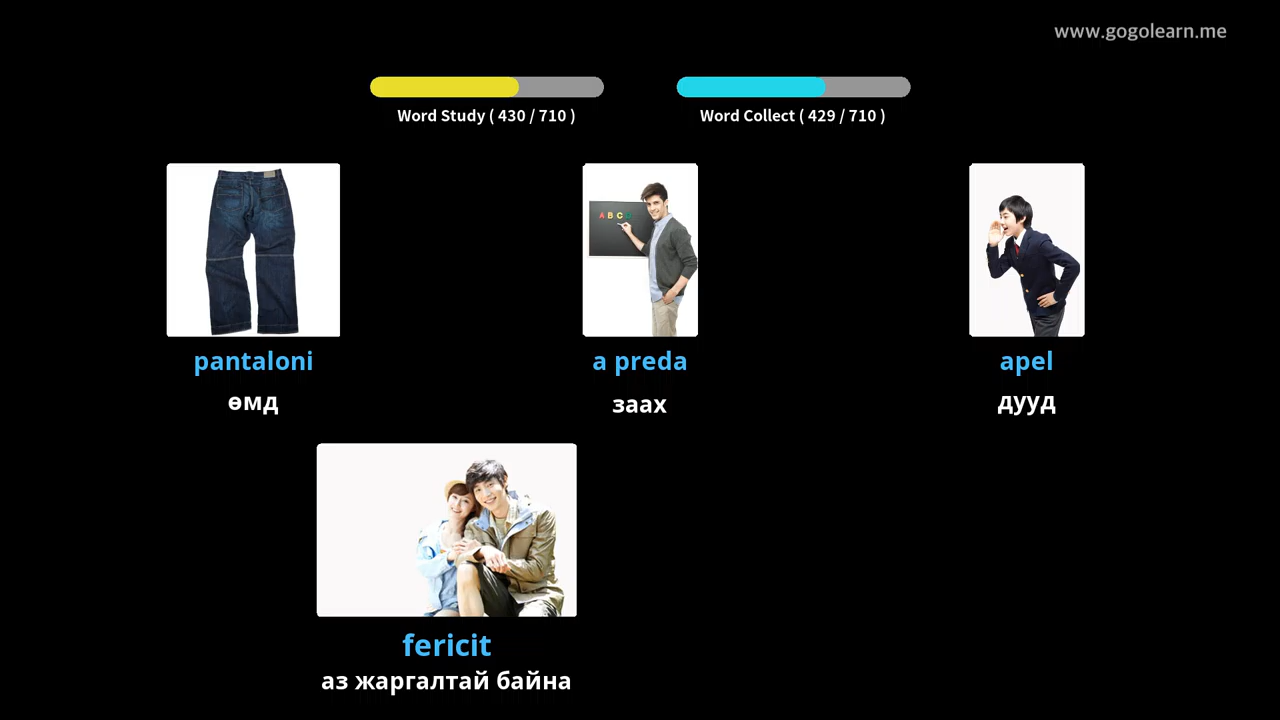 www.gogolearn.me
Word Study ( 430 / 710 )
Word Collect ( 429 / 710 )
A B C D
pantaloni
a preda
apel
өмд
заах
дууд
fericit
аз жаргалтай байна